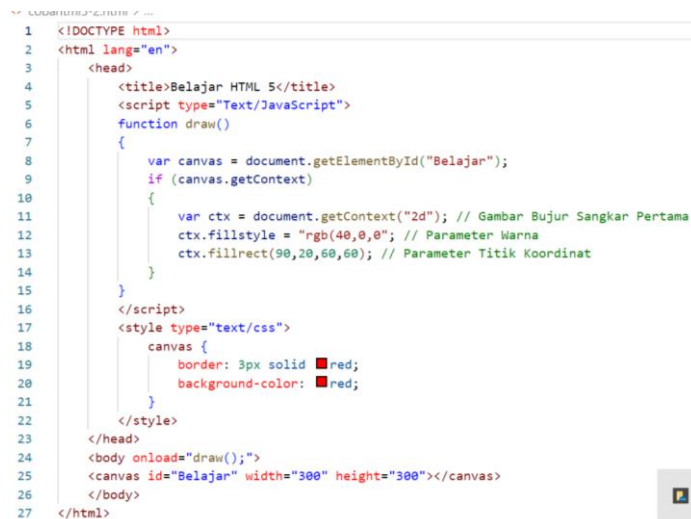 cobahtml5-2.html > ...
1 <!DOCTYPE html>
2 <html lang="en">
3 <head>
4 <title>Belajar HTML 5</title>
5 <script type="Text/JavaScript">
6 function draw()
7 {
8 var canvas = document.getElementById("Belajar");
9 if (canvas.getContext)
10 {
11 var ctx = document.getContext("2d"); // Gambar Bujur Sangkar Pertama
12 ctx.fillstyle = "rgb(40,0,0"; // Parameter Warna
13 ctx.fillrect(90,20,60,60); // Parameter Titik Koordinat
14 }
15 }
16 </script>
17 <style type="text/css">
18 canvas {
19 border: 3px solid red;
20 background-color: red;
21 }
22 </style>
23 </head>
24 <body onload="draw();">
25 <canvas id="Belajar" width="300" height="300"></canvas>
26 </body>
27 </html>